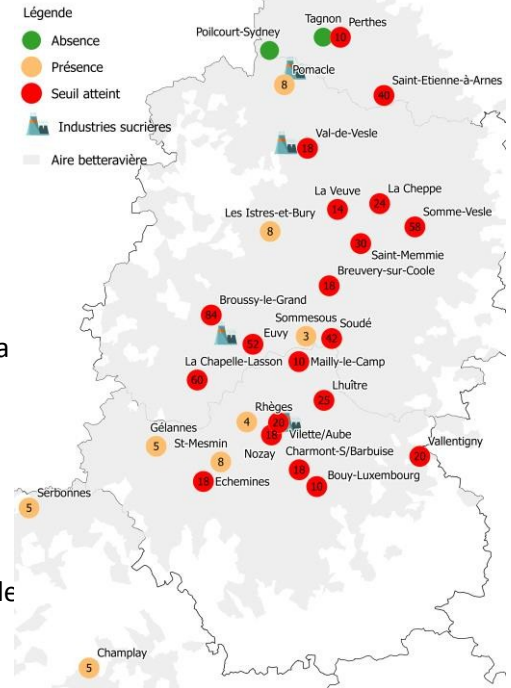 Légende
Absence
Présence
Seuil atteint
Industries sucrières
Aire betteravière
Tagnon
Perthes
10
Poilcourt-Sydney
Pomacle
8
Saint-Etienne-à-Arnes
40
Val-de-Vesle
18
La Veuve
14
La Cheppe
24
Somme-Vesle
58
Les Istres-et-Bury
8
30
Saint-Memmie
Breuvery-sur-Coole
18
Broussy-le-Grand
64
Sommesous
3
Soudé
42
Euvy
52
a
La Chapelle-Lasson
60
10
Mailly-le-Camp
Lhuître
25
Rhèges
4
20
Vilette/Aube
18
Nozay
Gélannes
5
St-Mesmin
8
Charmont-S/Barbuise
18
Vallentigny
20
Bouy-Luxembourg
10
18
Echemines
Serbonnes
5
le
Champlay
5